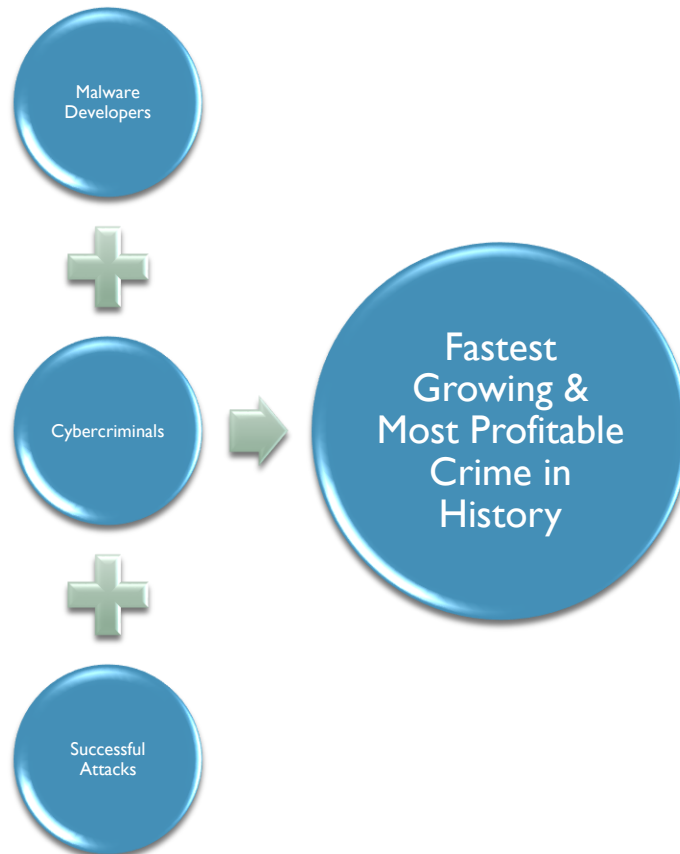 Malware
Developers
Cybercriminals
Successful
Attacks
Fastest
Growing &
Most Profitable
Crime in
History